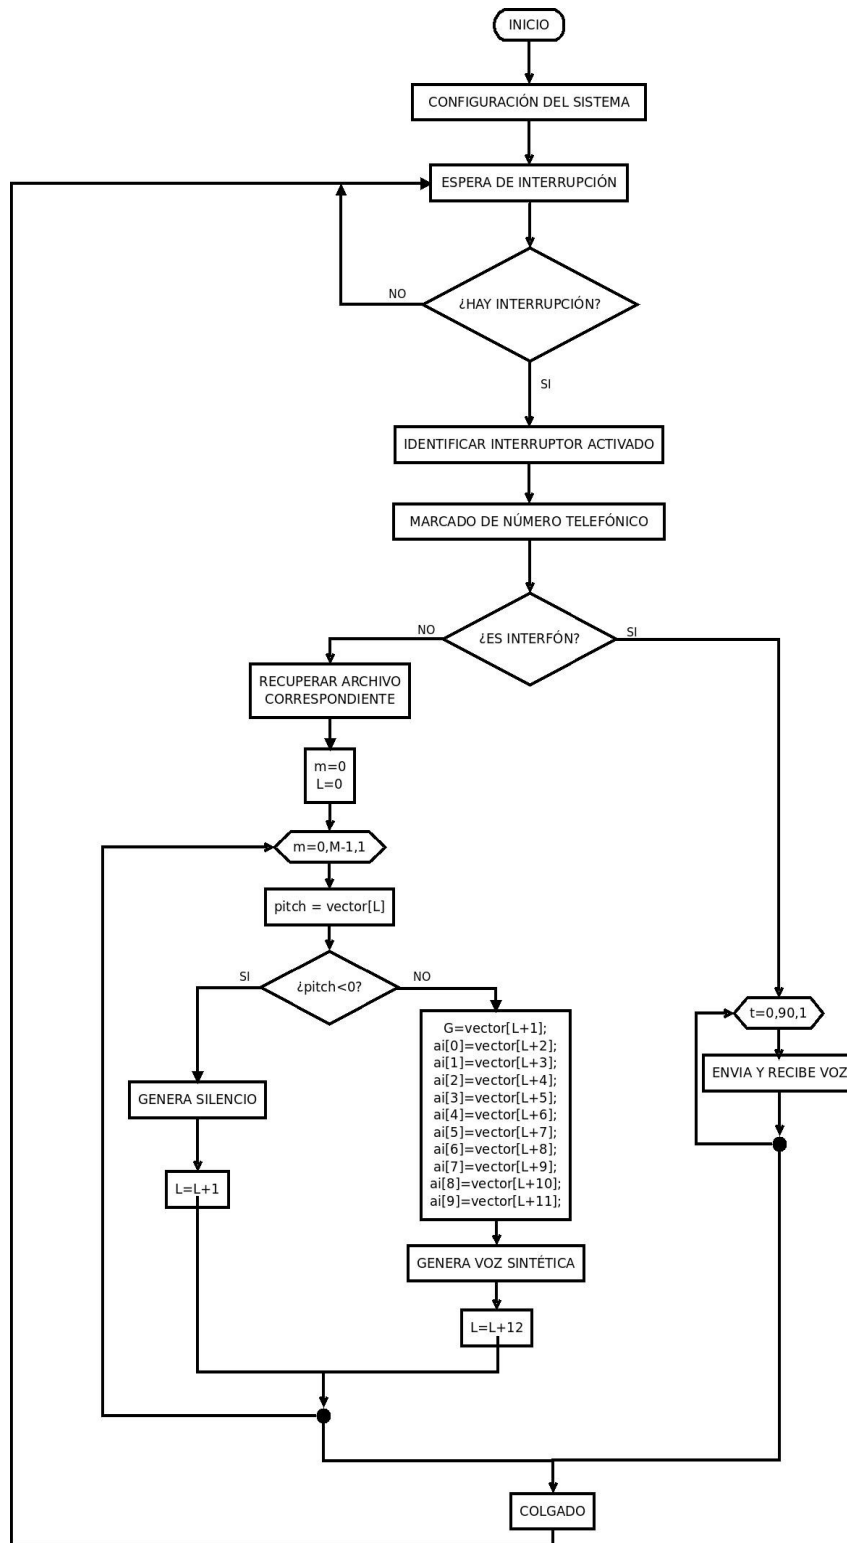 INICIO
CONFIGURACIÓN DEL SISTEMA
ESPERA DE INTERRUPCIÓN
NO
¿HAY INTERRUPCIÓN?
SI
IDENTIFICAR INTERRUPTOR ACTIVADO
MARCADO DE NÚMERO TELEFÓNICO
NO
¿ES INTERFÓN?
SI
RECUPERAR ARCHIVO
CORRESPONDIENTE
m=0
L=0
m=0,M-1,1
pitch = vector[L]
SI
¿pitch<0?
NO
GENERA SILENCIO
L=L+1
G=vector[L+1];
ai[0]=vector[L+2];
ai[1]=vector[L+3];
ai[2]=vector[L+4];
ai[3]=vector[L+5];
ai[4]=vector[L+6];
ai[5]=vector[L+7];
ai[6]=vector[L+8];
ai[7]=vector[L+9];
ai[8]=vector[L+10];
ai[9]=vector[L+11];
GENERA VOZ SINTÉTICA
L=L+12
t=0,90,1
ENVIA Y RECIBE VOZ
COLGADO